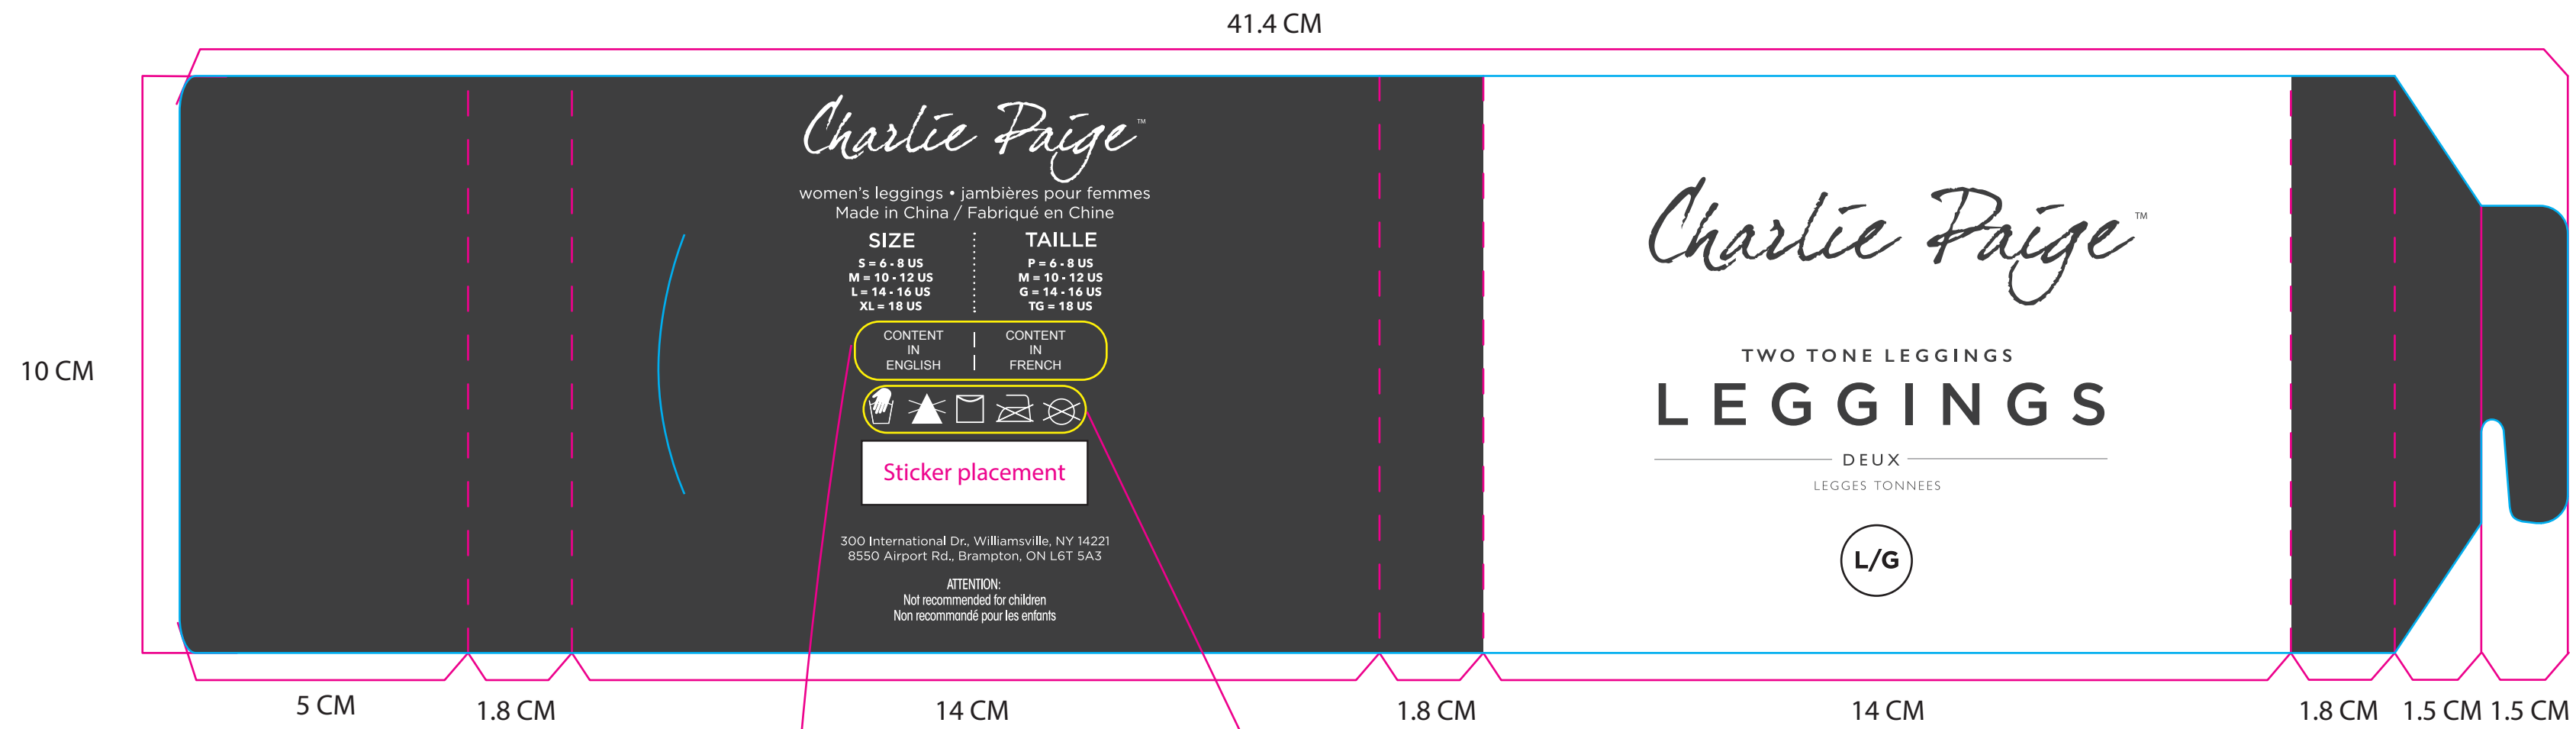 41.4 CM
10 CM
Charlie Paige™
women's leggings • jambières pour femmes
Made in China / Fabriqué en Chine
SIZE
S = 6 - 8 US
M = 10 - 12 US
L = 14 - 16 US
XL = 18 US
TAILLE
P = 6 - 8 US
M = 10 - 12 US
G = 14 - 16 US
TG = 18 US
CONTENT
IN
ENGLISH
CONTENT
IN
FRENCH
Sticker placement
300 International Dr., Williamsville, NY 14221
8550 Airport Rd., Brampton, ON L6T 5A3
ATTENTION:
Not recommended for children
Non recommandé pour les enfants
Charlie Paige™
TWO TONE LEGGINGS
LEGGINGS
DEUX
LEGGES TONNEES
L/G
5 CM
1.8 CM
14 CM
1.8 CM
14 CM
1.8 CM
1.5 CM
1.5 CM